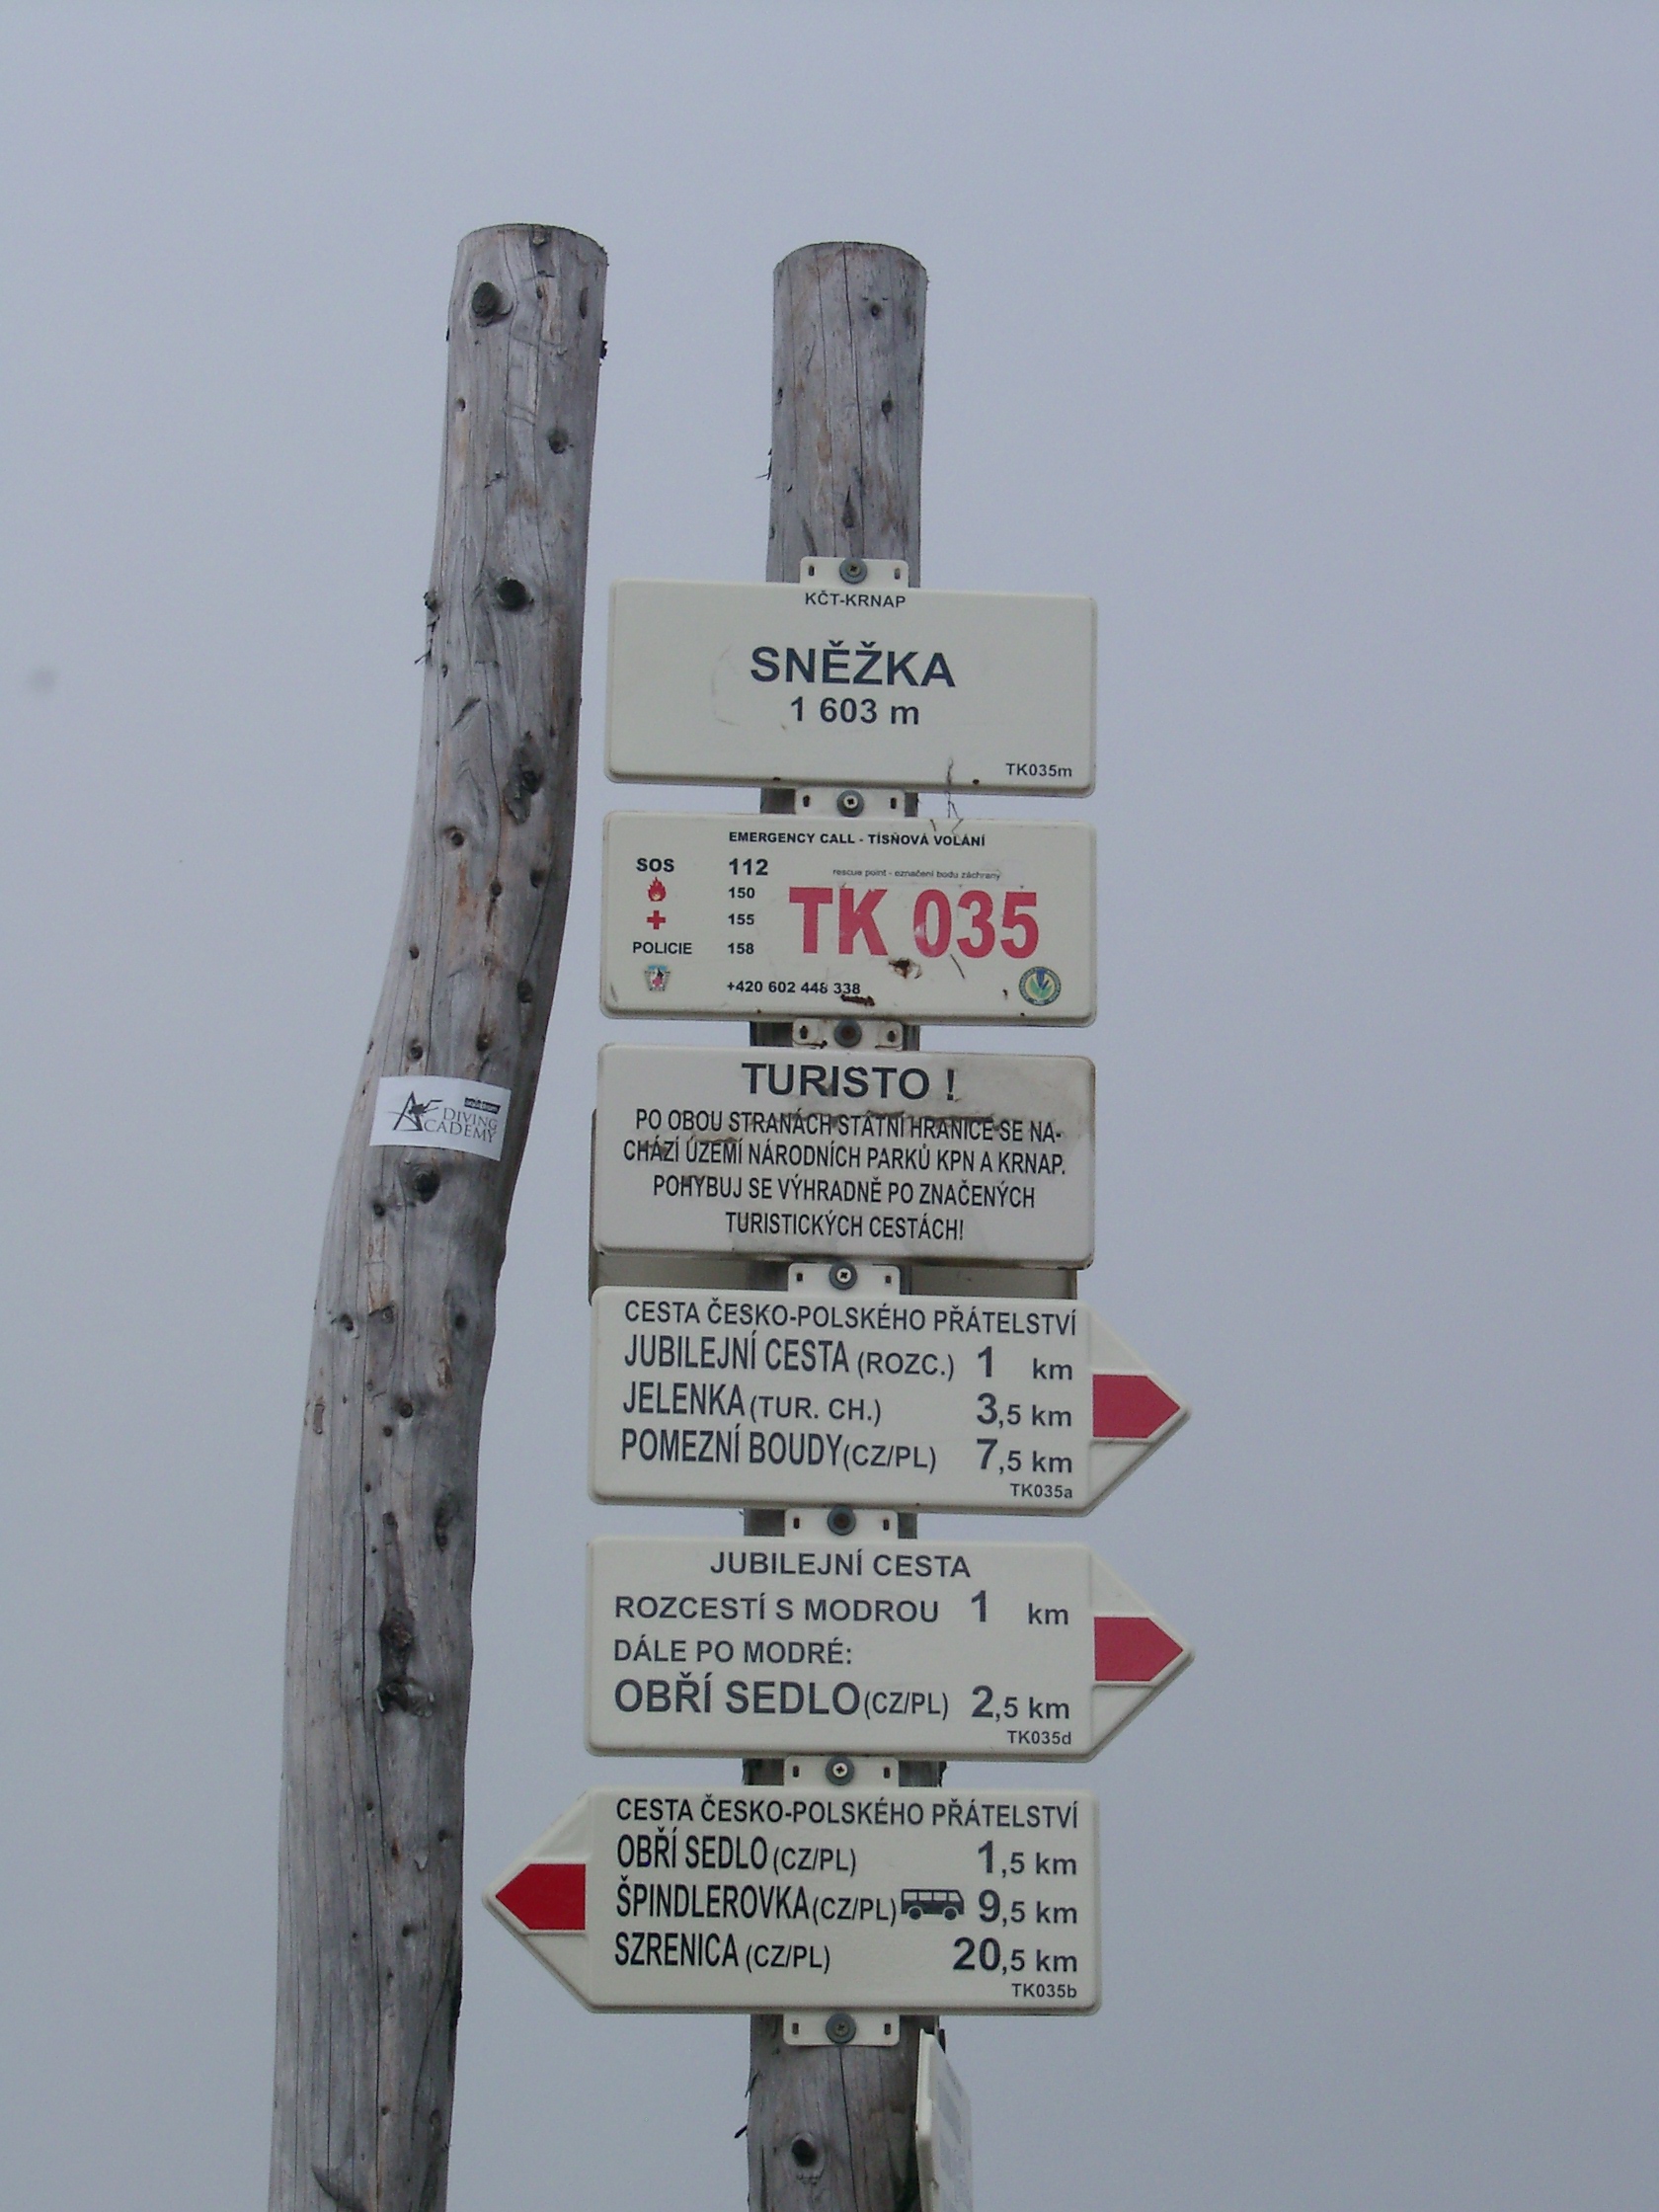 KČT-KRNAP
SNĚŽKA
1 603 m
TK035m
EMERGENCY CALL - TÍSŇOVÁ VOLÁNÍ
SOS 112
rescue point - označení bodu záchrany
150
155
POLICIE 158
TK 035
+420 602 448 338
TURISTO !
PO OBOU STRANÁCH STÁTNÍ HRANICE SE NA-
CHÁZÍ ÚZEMÍ NÁRODNÍCH PARKŮ KPN A KRNAP.
POHYBUJ SE VÝHRADNĚ PO ZNAČENÝCH
TURISTICKÝCH CESTÁCH!
DIVING
ACADEMY
CESTA ČESKO-POLSKÉHO PŘÁTELSTVÍ
JUBILEJNÍ CESTA (ROZC.) 1 km
JELENKA (TUR. CH.) 3,5 km
POMEZNÍ BOUDY (CZ/PL) 7,5 km
TK035a
JUBILEJNÍ CESTA
ROZCESTÍ S MODROU 1 km
DÁLE PO MODRÉ:
OBŘÍ SEDLO (CZ/PL) 2,5 km
TK035d
CESTA ČESKO-POLSKÉHO PŘÁTELSTVÍ
OBŘÍ SEDLO (CZ/PL) 1,5 km
ŠPINDLEROVKA (CZ/PL) 9,5 km
SZRENICA (CZ/PL) 20,5 km
TK035b